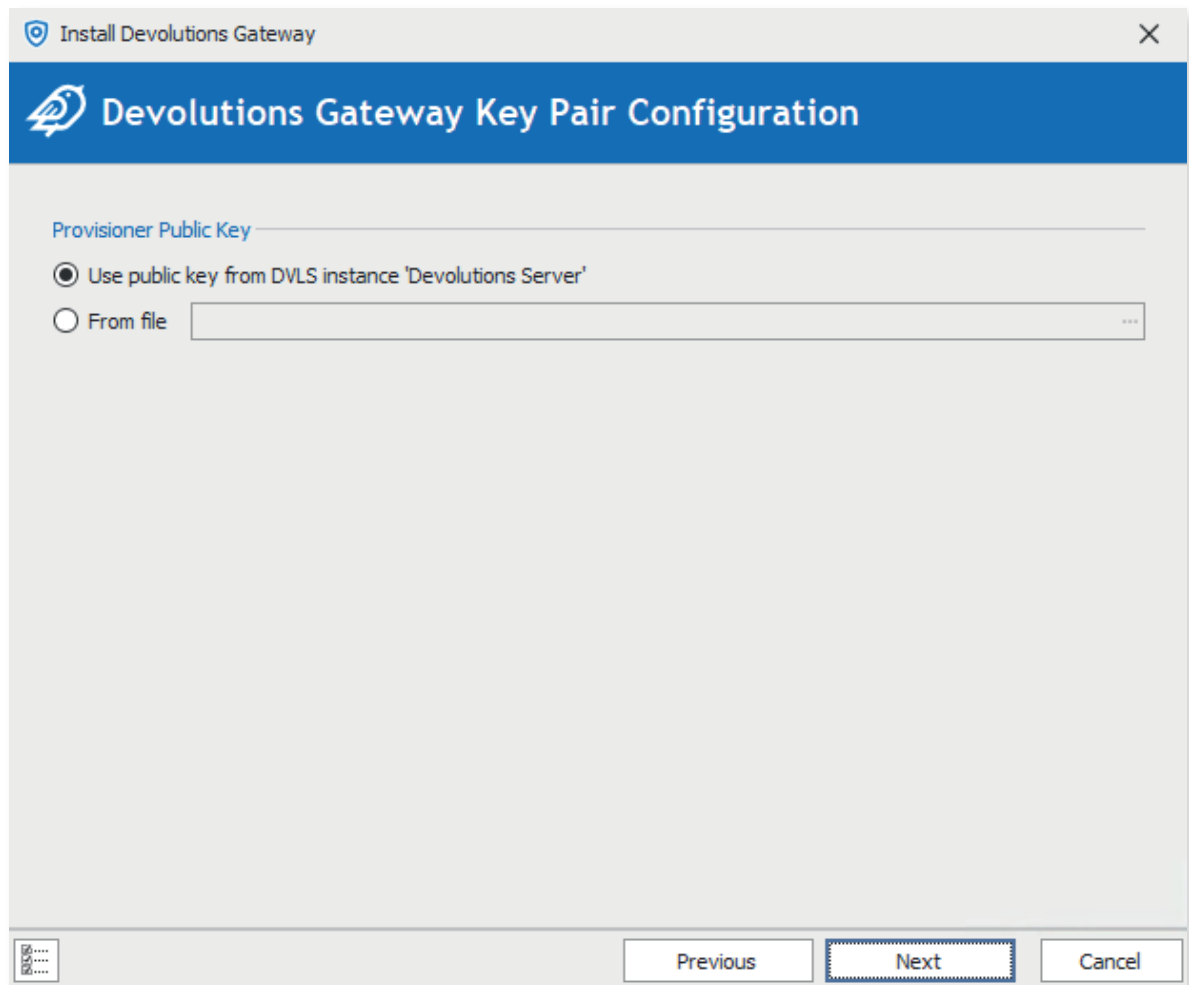 Install Devolutions Gateway
Devolutions Gateway Key Pair Configuration
Provisioner Public Key
Use public key from DVLS instance 'Devolutions Server'
From file
...
Previous
Next
Cancel